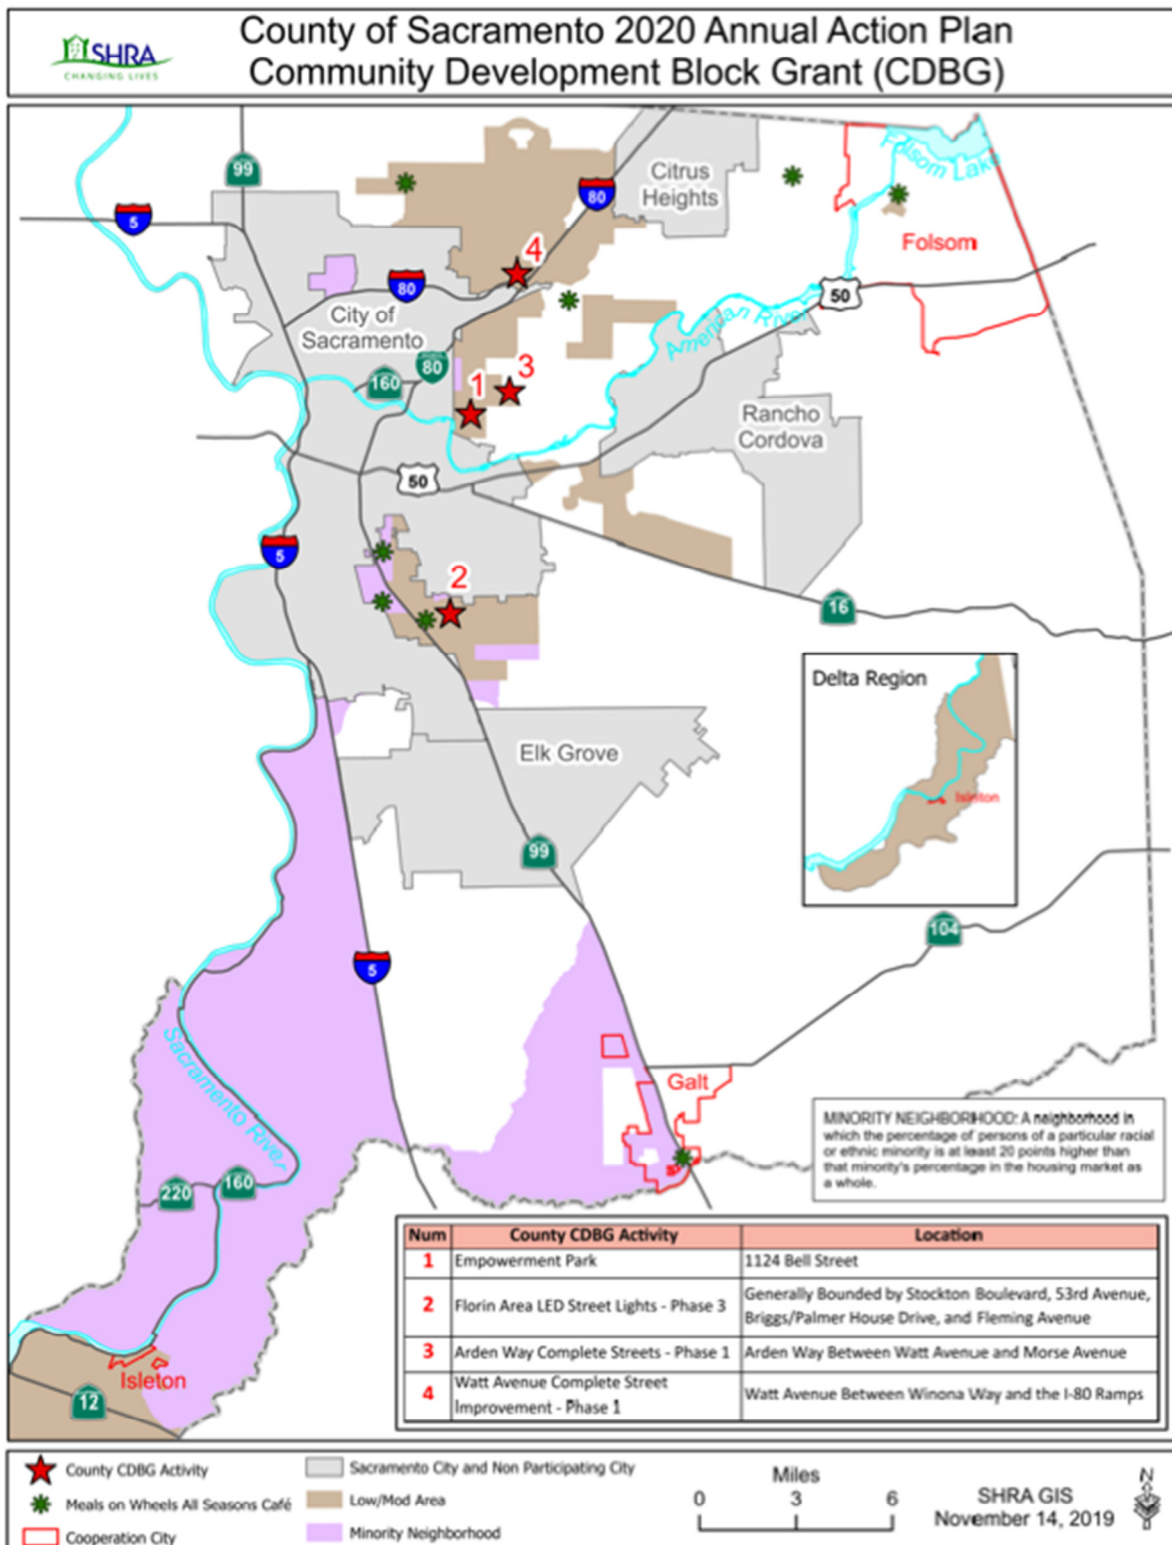 SHRA
CHANGING LIVES
County of Sacramento 2020 Annual Action Plan
Community Development Block Grant (CDBG)
99
5
80
Citrus
Heights
Folsom Lake
Folsom
4
80
City of
Sacramento
50
American River
80
160
1
3
Rancho
Cordova
50
5
2
16
Delta Region
Isleton
Elk Grove
99
104
5
Sacramento River
Galt
MINORITY NEIGHBORHOOD: A neighborhood in
which the percentage of persons of a particular racial
or ethnic minority is at least 20 points higher than
that minority's percentage in the housing market as
a whole.
220
160
Isleton
12
Num County CDBG Activity Location
1 Empowerment Park 1124 Bell Street
2 Florin Area LED Street Lights - Phase 3 Generally Bounded by Stockton Boulevard, 53rd Avenue,
Briggs/Palmer House Drive, and Fleming Avenue
3 Arden Way Complete Streets - Phase 1 Arden Way Between Watt Avenue and Morse Avenue
4 Watt Avenue Complete Street
Improvement - Phase 1 Watt Avenue Between Winona Way and the I-80 Ramps
County CDBG Activity
Meals on Wheels All Seasons Café
Cooperation City
Sacramento City and Non Participating City
Low/Mod Area
Minority Neighborhood
Miles
0 3 6
SHRA GIS
November 14, 2019
N